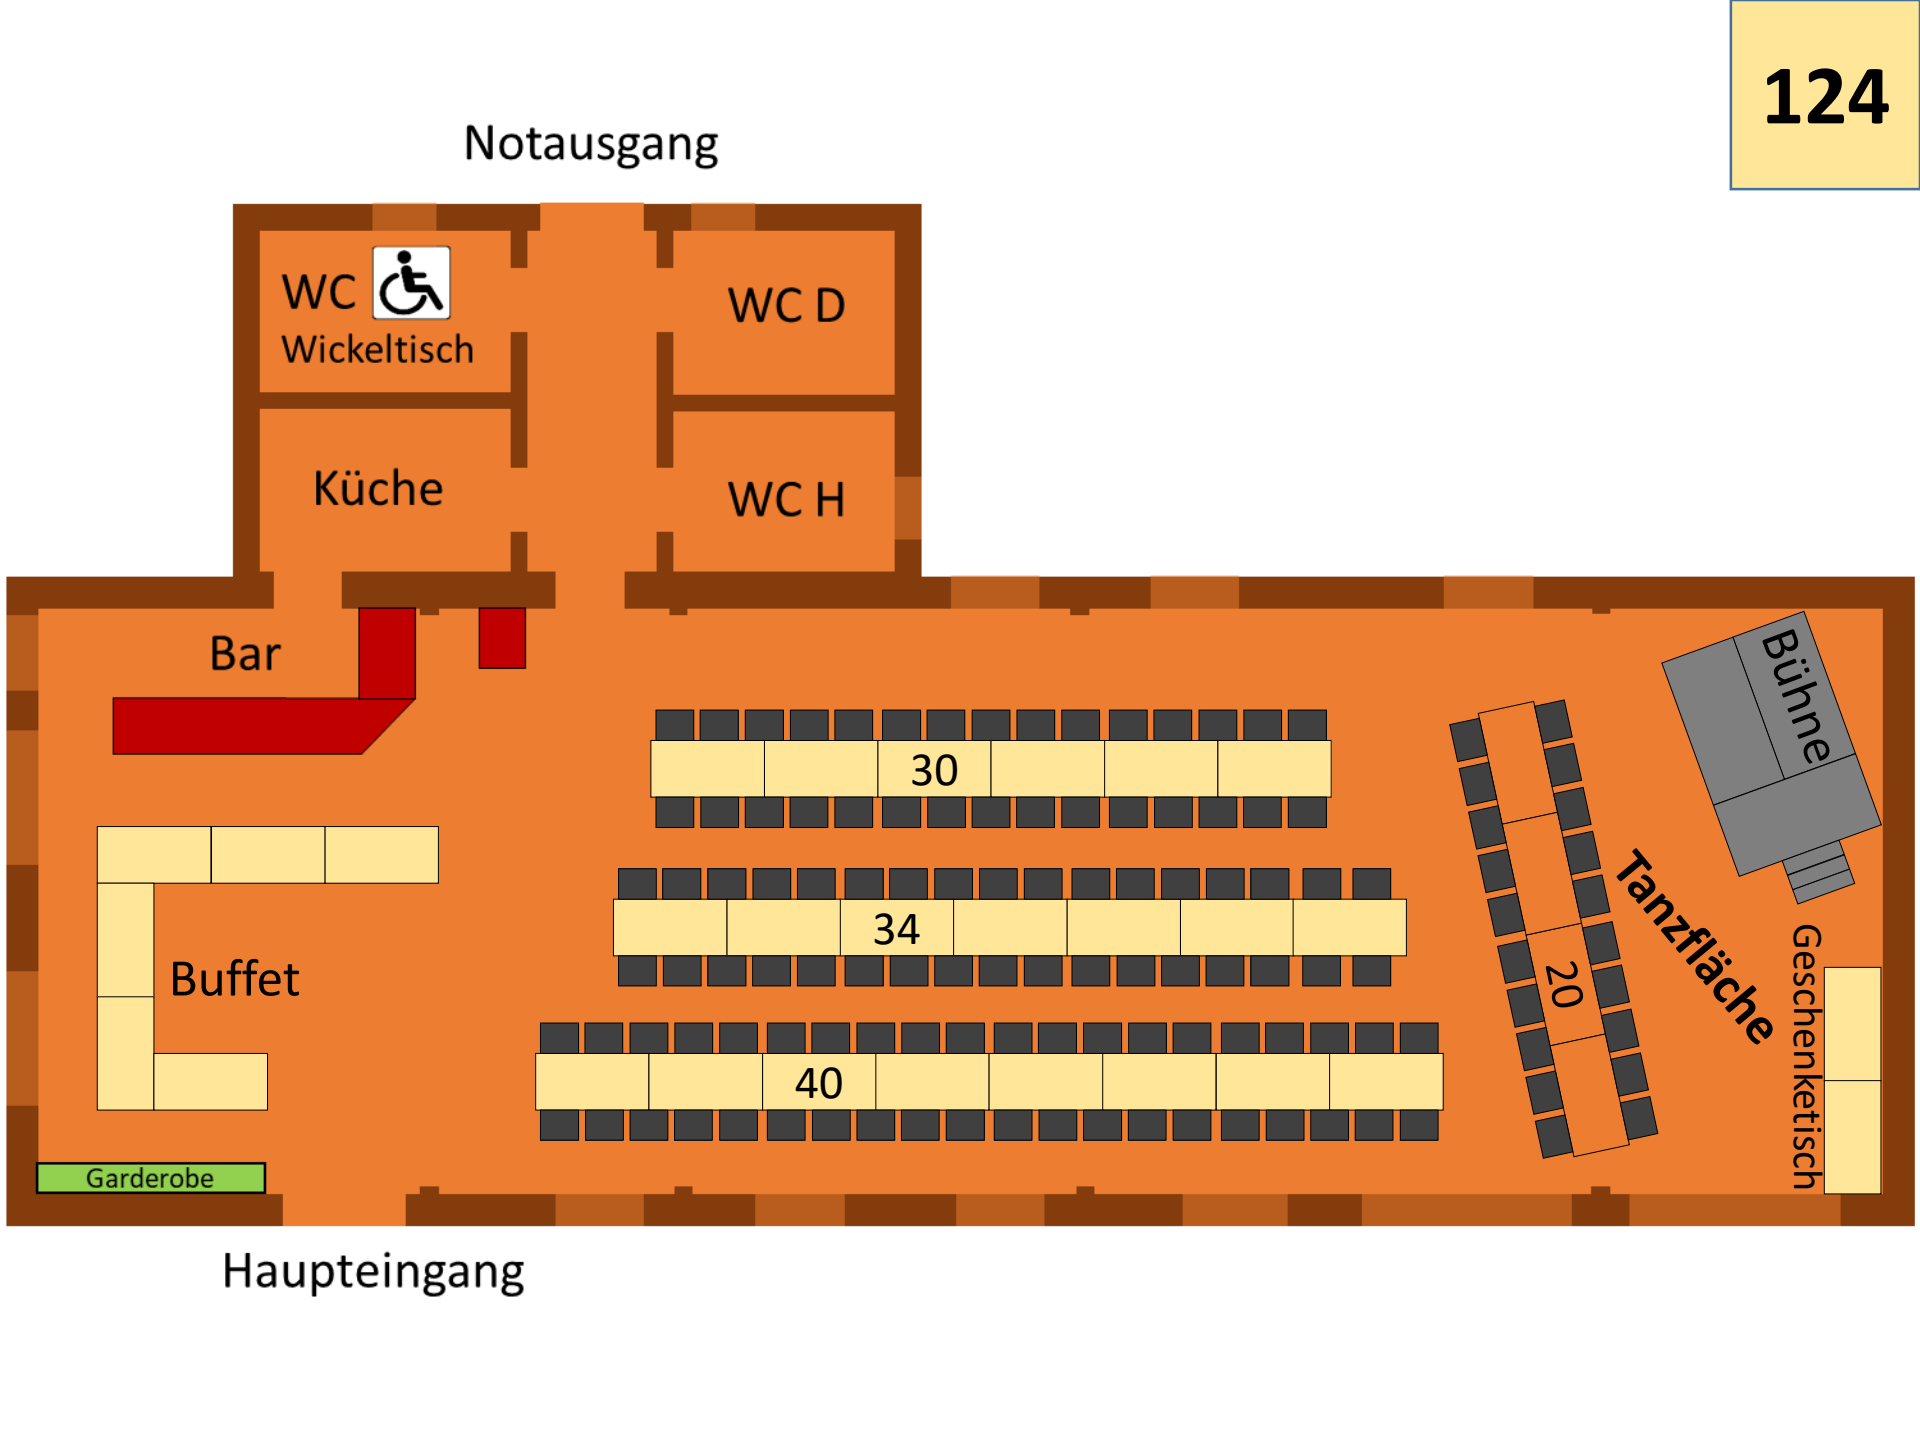 124
Notausgang
WC
Wickeltisch
WC D
Küche
WC H
Bar
Bühne
30
34
40
20
Tanzfläche
Buffet
Geschenketisch
Garderobe
Haupteingang